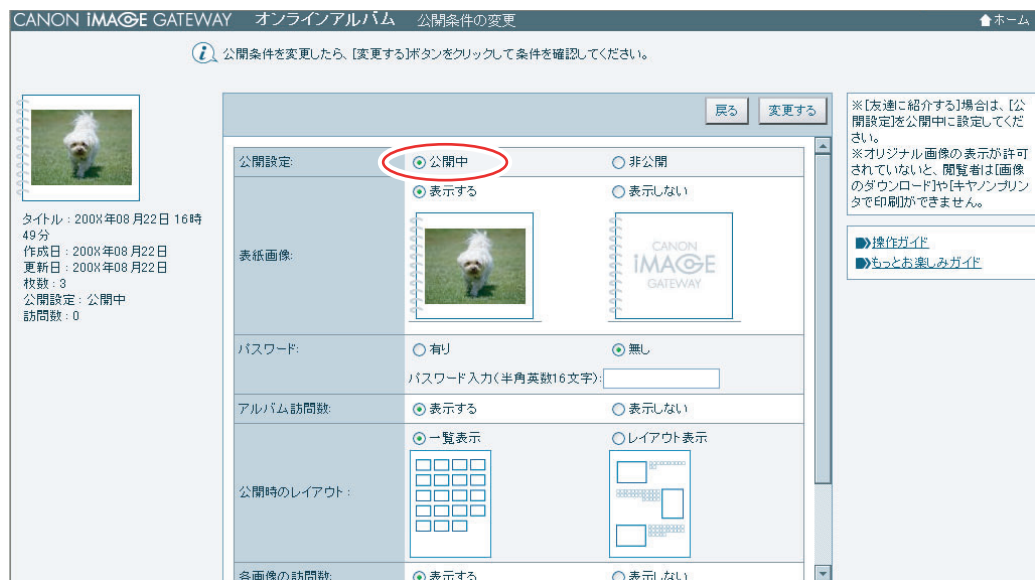 CANON iMAGE GATEWAY オンラインアルバム 公開条件の変更
ホーム
公開条件を変更したら、[変更する]ボタンをクリックして条件を確認してください。
タイトル：200X年08月22日 16時
49分
作成日：200X年08月22日
更新日：200X年08月22日
枚数：3
公開設定：公開中
訪問数：0
戻る 変更する
公開設定: 公開中 非公開
表紙画像: 表示する 表示しない
CANON
iMAGE
GATEWAY
パスワード: 有り 無し
パスワード入力(半角英数16文字):
アルバム訪問数: 表示する 表示しない
公開時のレイアウト： 一覧表示 レイアウト表示
各画像の訪問数: 表示する 表示しない
※[友達に紹介する]場合は、[公
開設定]を公開中に設定してくだ
さい。
※オリジナル画像の表示が許可
されていないと、閲覧者は[画像
のダウンロード]や[キヤノンプリン
タで印刷]ができません。
操作ガイド
もっとお楽しみガイド